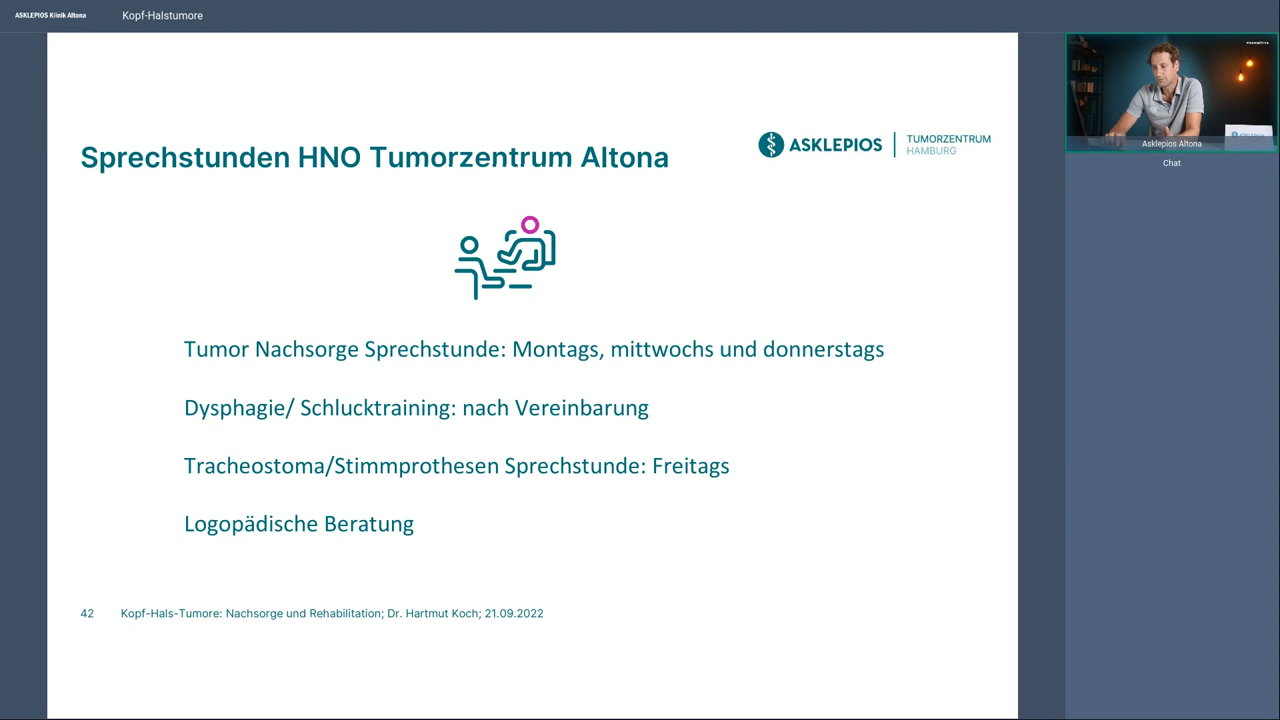 ASKLEPIOS Klinik Altona
Kopf-Halstumore
Sprechstunden HNO Tumorzentrum Altona
ASKLEPIOS
TUMORZENTRUM
HAMBURG
Tumor Nachsorge Sprechstunde: Montags, mittwochs und donnerstags
Dysphagie/ Schlucktraining: nach Vereinbarung
Tracheostoma/Stimmprothesen Sprechstunde: Freitags
Logopädische Beratung
42 Kopf-Hals-Tumore: Nachsorge und Rehabilitation; Dr. Hartmut Koch; 21.09.2022
Asklepios Altona
Chat